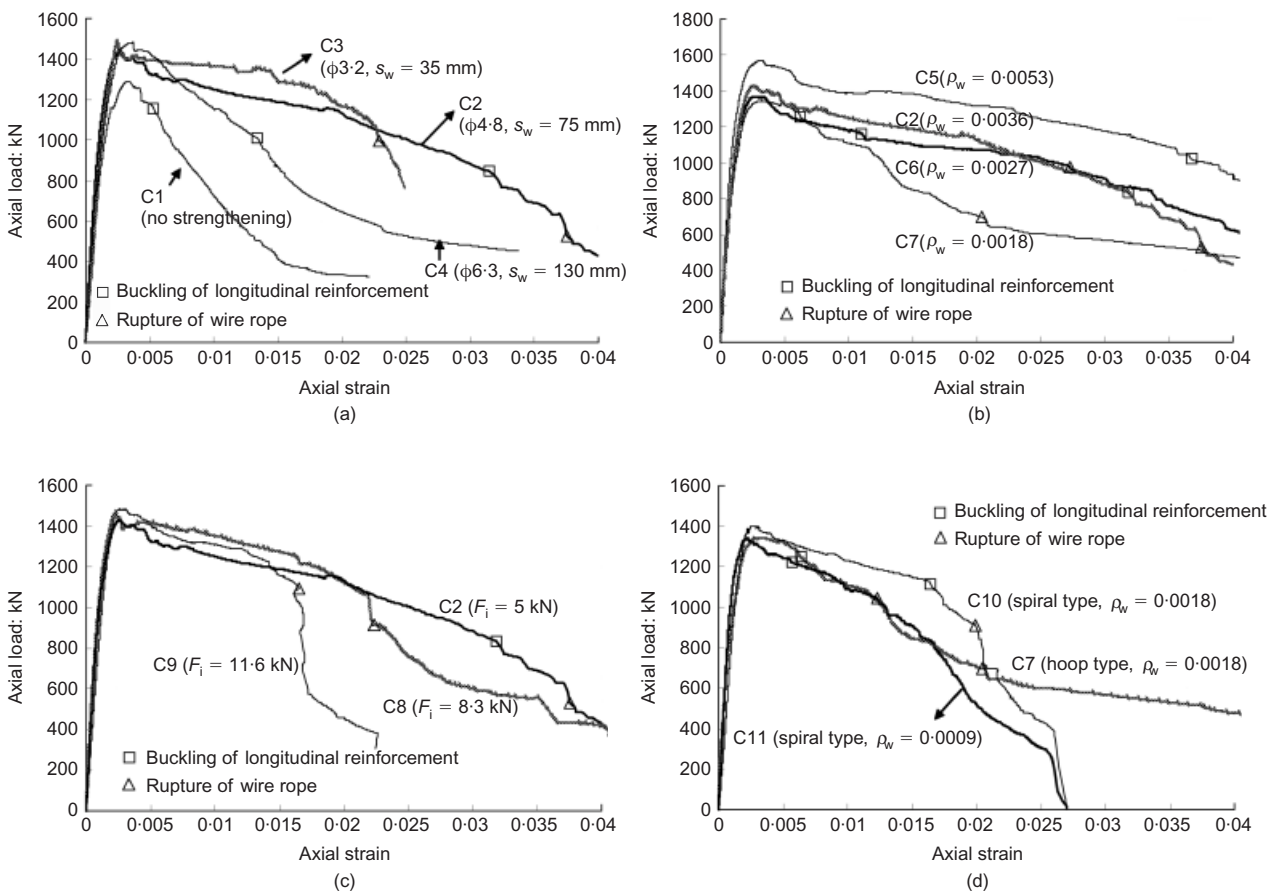 Axial load: kN
1600
1400
1200
1000
800
600
400
200
0
C3
(ϕ3·2, sw = 35 mm)
C2
(ϕ4·8, sw = 75 mm)
C1
(no strengthening)
C4 (ϕ6·3, sw = 130 mm)
Buckling of longitudinal reinforcement
Rupture of wire rope
0 0·005 0·01 0·015 0·02 0·025 0·03 0·035 0·04
Axial strain
(a)
Axial load: kN
1800
1600
1400
1200
1000
800
600
400
200
0
C5(ρw = 0·0053)
C2(ρw = 0·0036)
C6(ρw = 0·0027)
C7(ρw = 0·0018)
Buckling of longitudinal reinforcement
Rupture of wire rope
0 0·005 0·01 0·015 0·02 0·025 0·03 0·035 0·04
Axial strain
(b)
Axial load: kN
1600
1400
1200
1000
800
600
400
200
0
C2 (Fi = 5 kN)
C9 (Fi = 11·6 kN)
C8 (Fi = 8·3 kN)
Buckling of longitudinal reinforcement
Rupture of wire rope
0 0·005 0·01 0·015 0·02 0·025 0·03 0·035 0·04
Axial strain
(c)
Axial load: kN
1600
1400
1200
1000
800
600
400
200
0
Buckling of longitudinal reinforcement
Rupture of wire rope
C10 (spiral type, ρw = 0·0018)
C7 (hoop type, ρw = 0·0018)
C11 (spiral type, ρw = 0·0009)
0 0·005 0·01 0·015 0·02 0·025 0·03 0·035 0·04
Axial strain
(d)